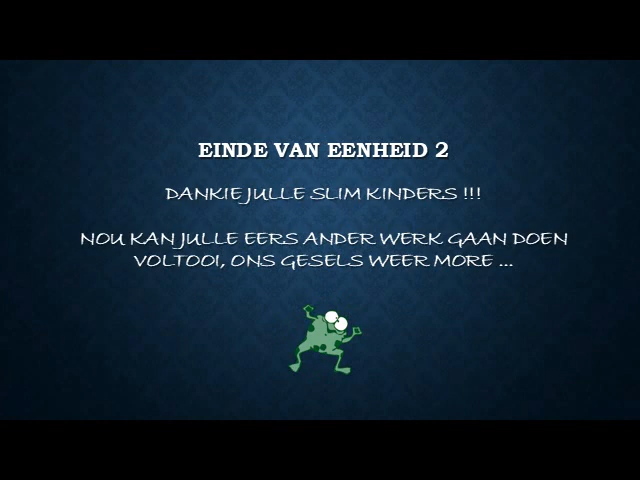 EINDE VAN EENHEID 2
DANKIE JULLE SLIM KINDERS !!!
NOU KAN JULLE EERS ANDER WERK GAAN DOEN
VOLTOOI, ONS GESELS WEER MORE ...